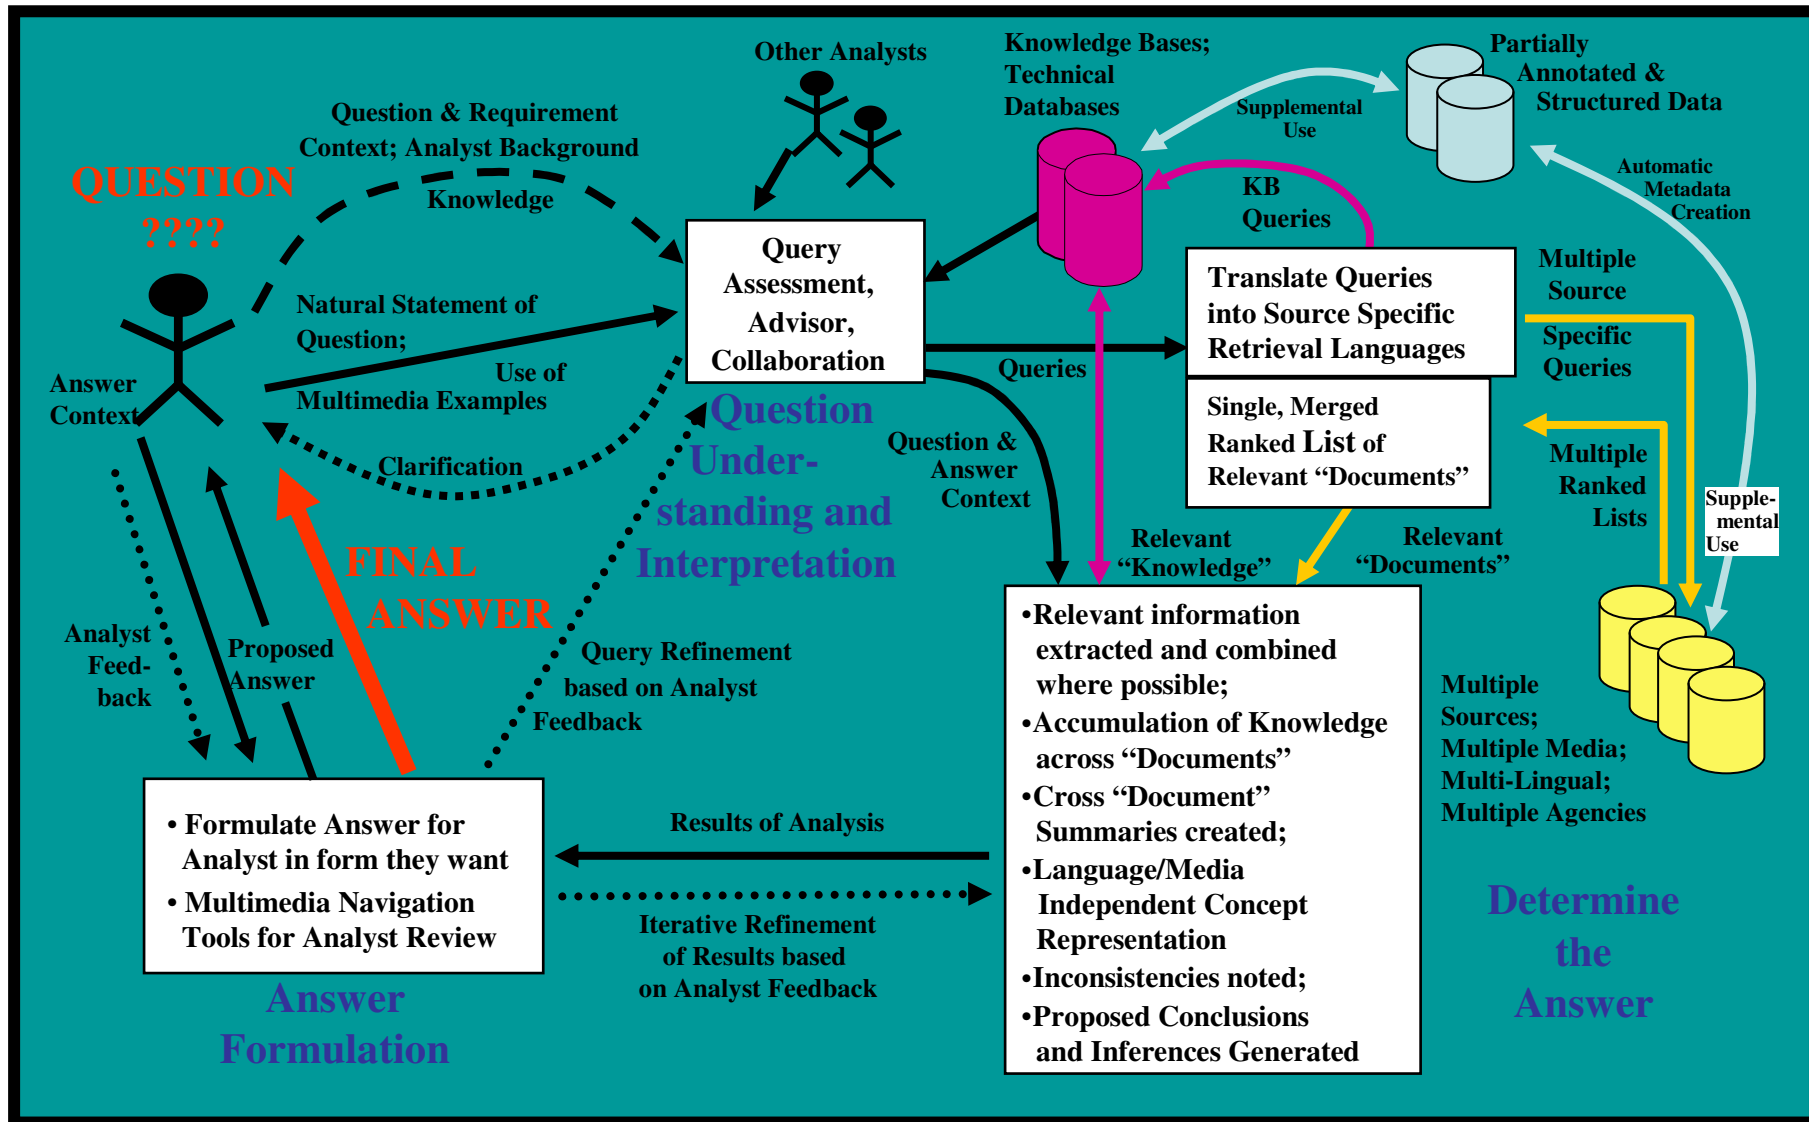 Other Analysts
Knowledge Bases;
Technical
Databases
Partially
Annotated &
Structured Data
Supplemental
Use
Question & Requirement
Context; Analyst Background
Knowledge
QUESTION
????
KB
Queries
Automatic
Metadata
Creation
Query
Assessment,
Advisor,
Collaboration
Translate Queries
into Source Specific
Retrieval Languages
Multiple
Source
Specific
Queries
Natural Statement of
Question;
Use of
Multimedia Examples
Answer
Context
Queries
Single, Merged
Ranked List of
Relevant “Documents”
Question
Under-
standing and
Interpretation
Clarification
Question &
Answer
Context
Multiple
Ranked
Lists
Supple-
mental
Use
Relevant
“Knowledge”
Relevant
“Documents”
FINAL
ANSWER
Analyst
Feed-
back
Proposed
Answer
Query Refinement
based on Analyst
Feedback
•Relevant information
extracted and combined
where possible;
•Accumulation of Knowledge
across “Documents”
•Cross “Document”
Summaries created;
•Language/Media
Independent Concept
Representation
•Inconsistencies noted;
•Proposed Conclusions
and Inferences Generated
Multiple
Sources;
Multiple Media;
Multi-Lingual;
Multiple Agencies
• Formulate Answer for
Analyst in form they want
• Multimedia Navigation
Tools for Analyst Review
Results of Analysis
Iterative Refinement
of Results based
on Analyst Feedback
Answer
Formulation
Determine
the
Answer